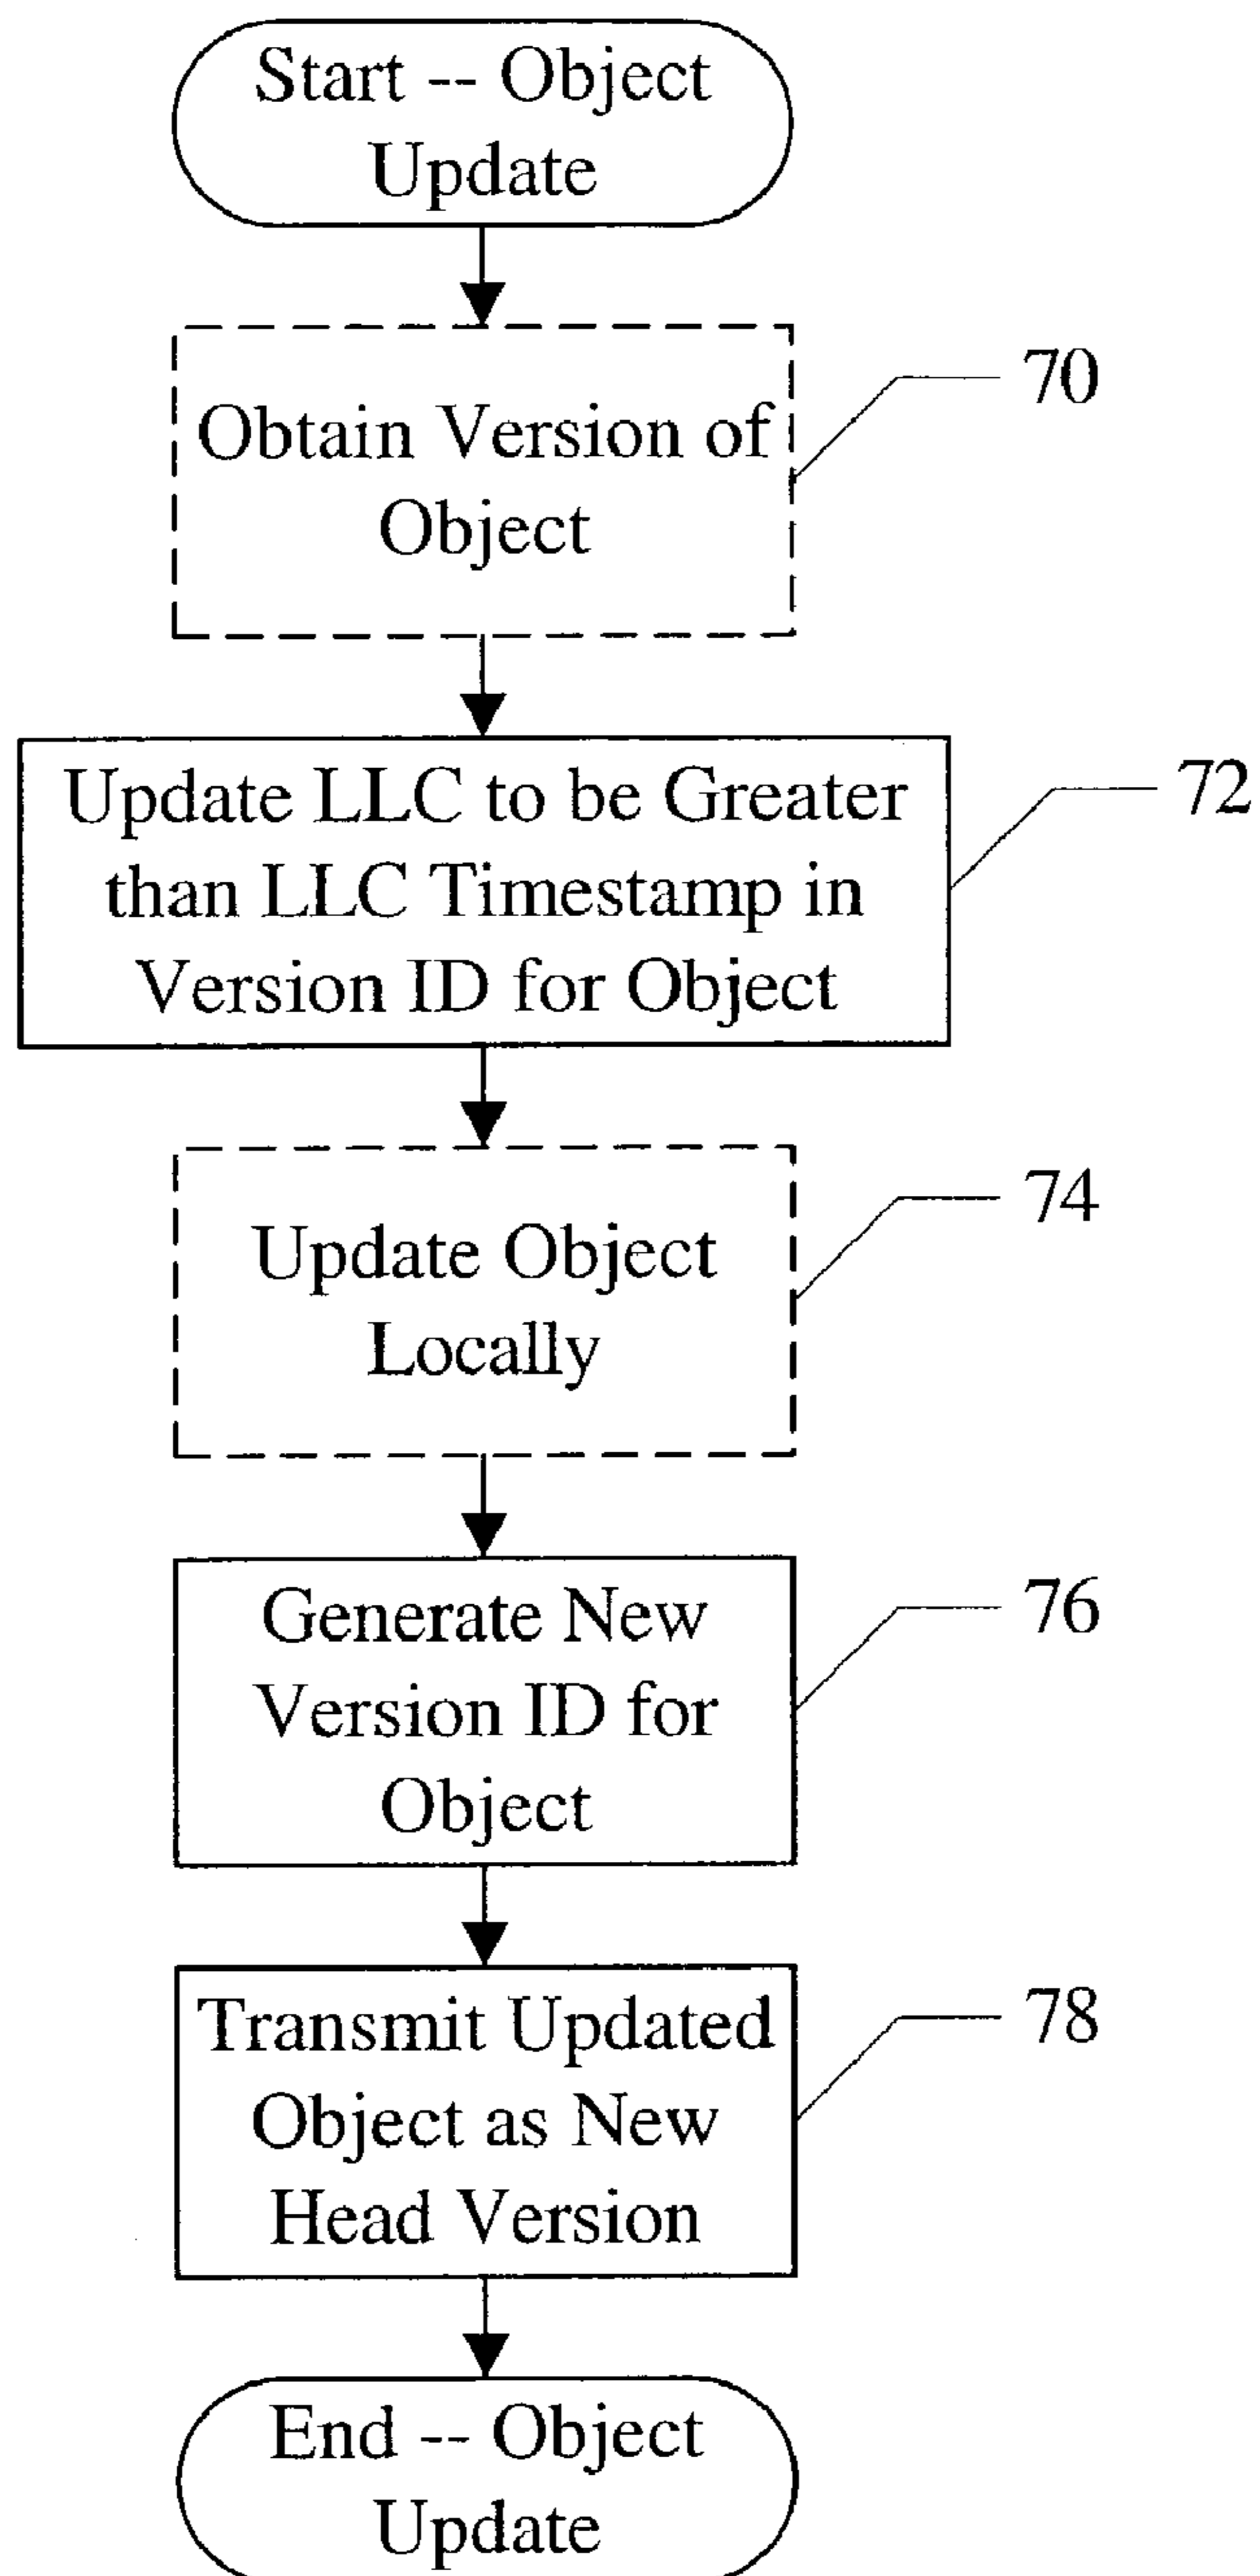 Start -- Object
Update
Obtain Version of
Object
70
Update LLC to be Greater
than LLC Timestamp in
Version ID for Object
72
Update Object
Locally
74
Generate New
Version ID for
Object
76
Transmit Updated
Object as New
Head Version
78
End -- Object
Update